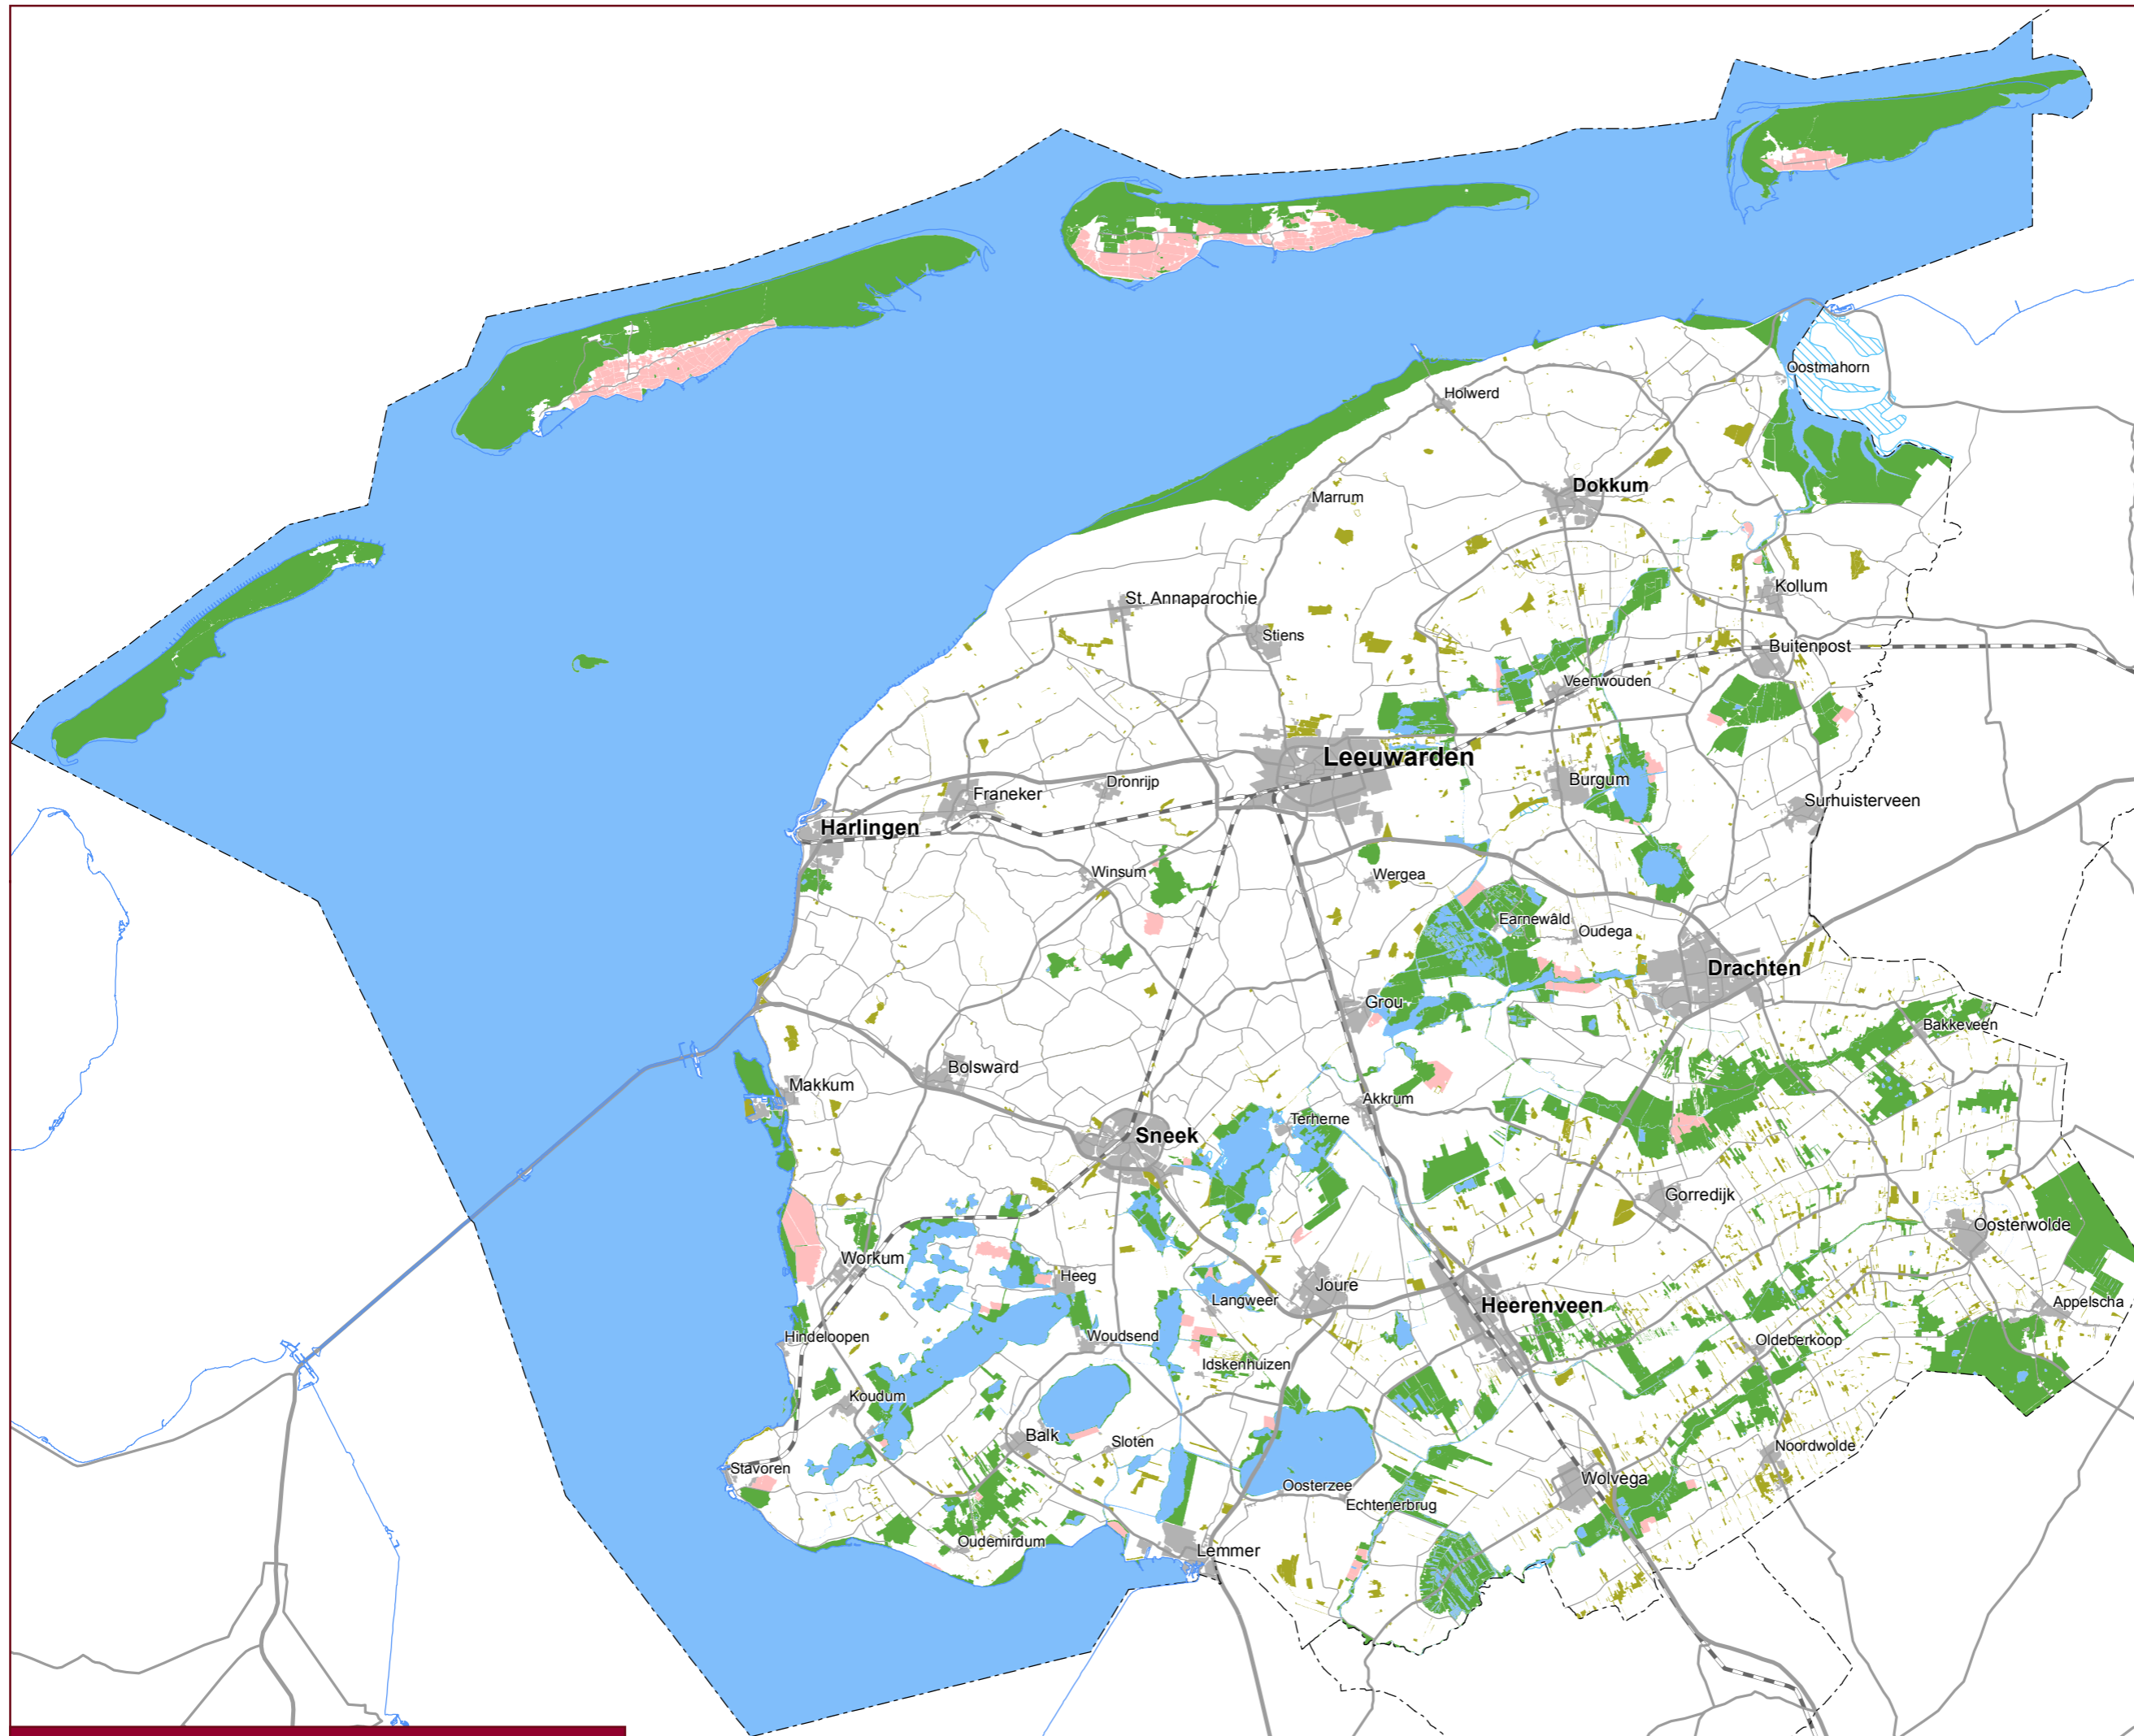 Oostmahorn
Holwerd
Dokkum
Marrum
Kollum
St. Annaparochie
Stiens
Buitenpost
Veenwouden
Leeuwarden
Burgum
Dronrijp
Franeker
Surhuisterveen
Harlingen
Winsum
Wergea
Earnewâld
Oudega
Drachten
Grou
Bakkeveen
Bolsward
Makkum
Akkrum
Terherne
Sneek
Gorredijk
Oosterwolde
Workum
Heeg
Joure
Langweer
Heerenveen
Appelscha
Hindeloopen
Woudsend
Oldeberkoop
Idskenhuizen
Koudum
Balk
Sloten
Noordwolde
Stavoren
Wolvega
Oosterzee
Echtenerbrug
Oudemirdum
Lemmer